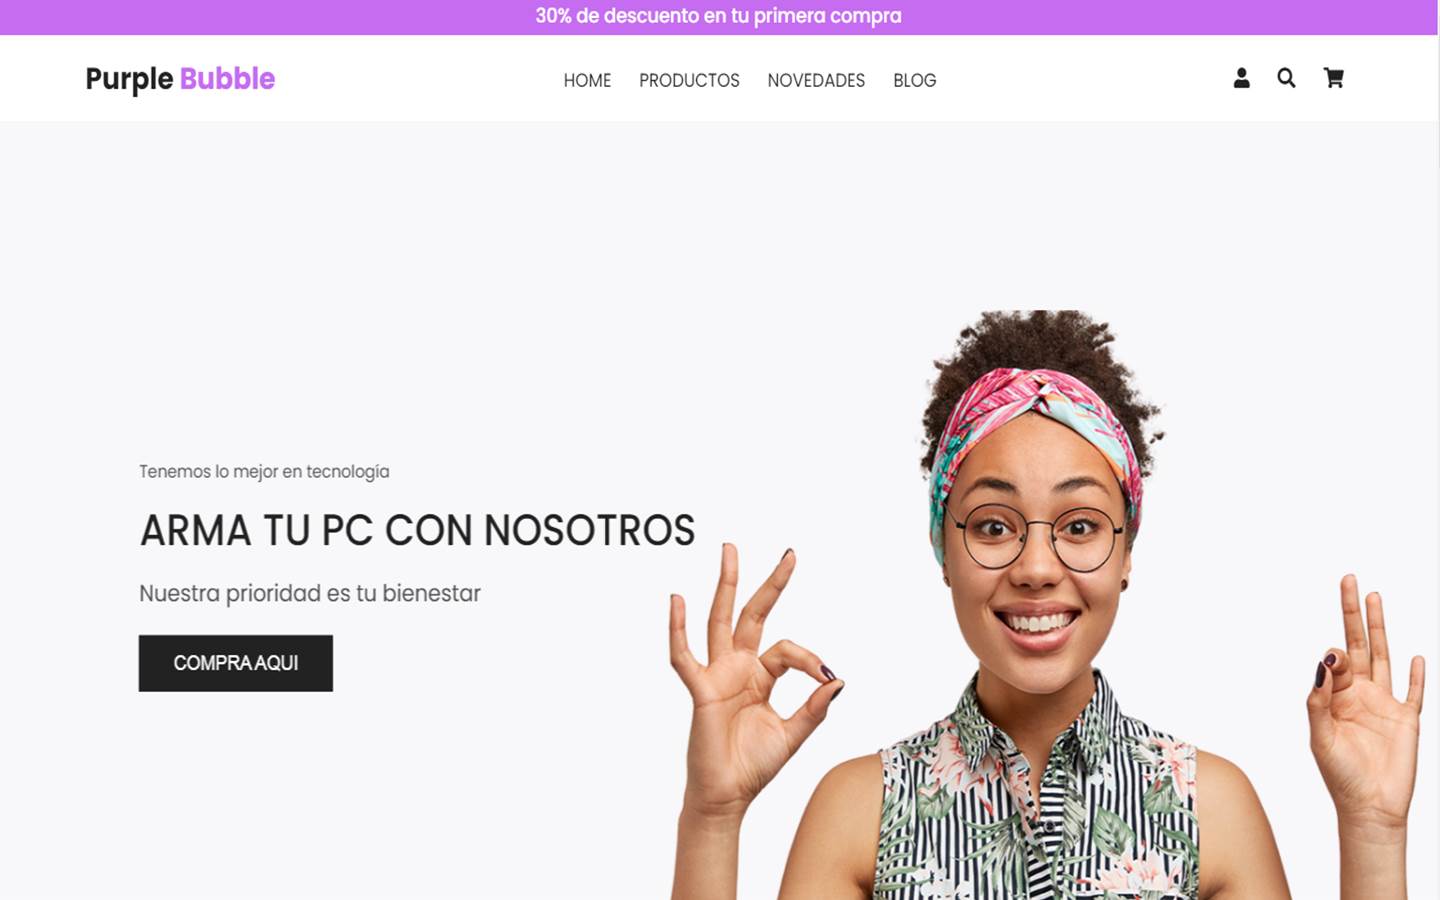 30% de descuento en tu primera compra
Purple Bubble
HOME PRODUCTOS NOVEDADES BLOG
Tenemos lo mejor en tecnología
ARMA TU PC CON NOSOTROS
Nuestra prioridad es tu bienestar
COMPRA AQUI